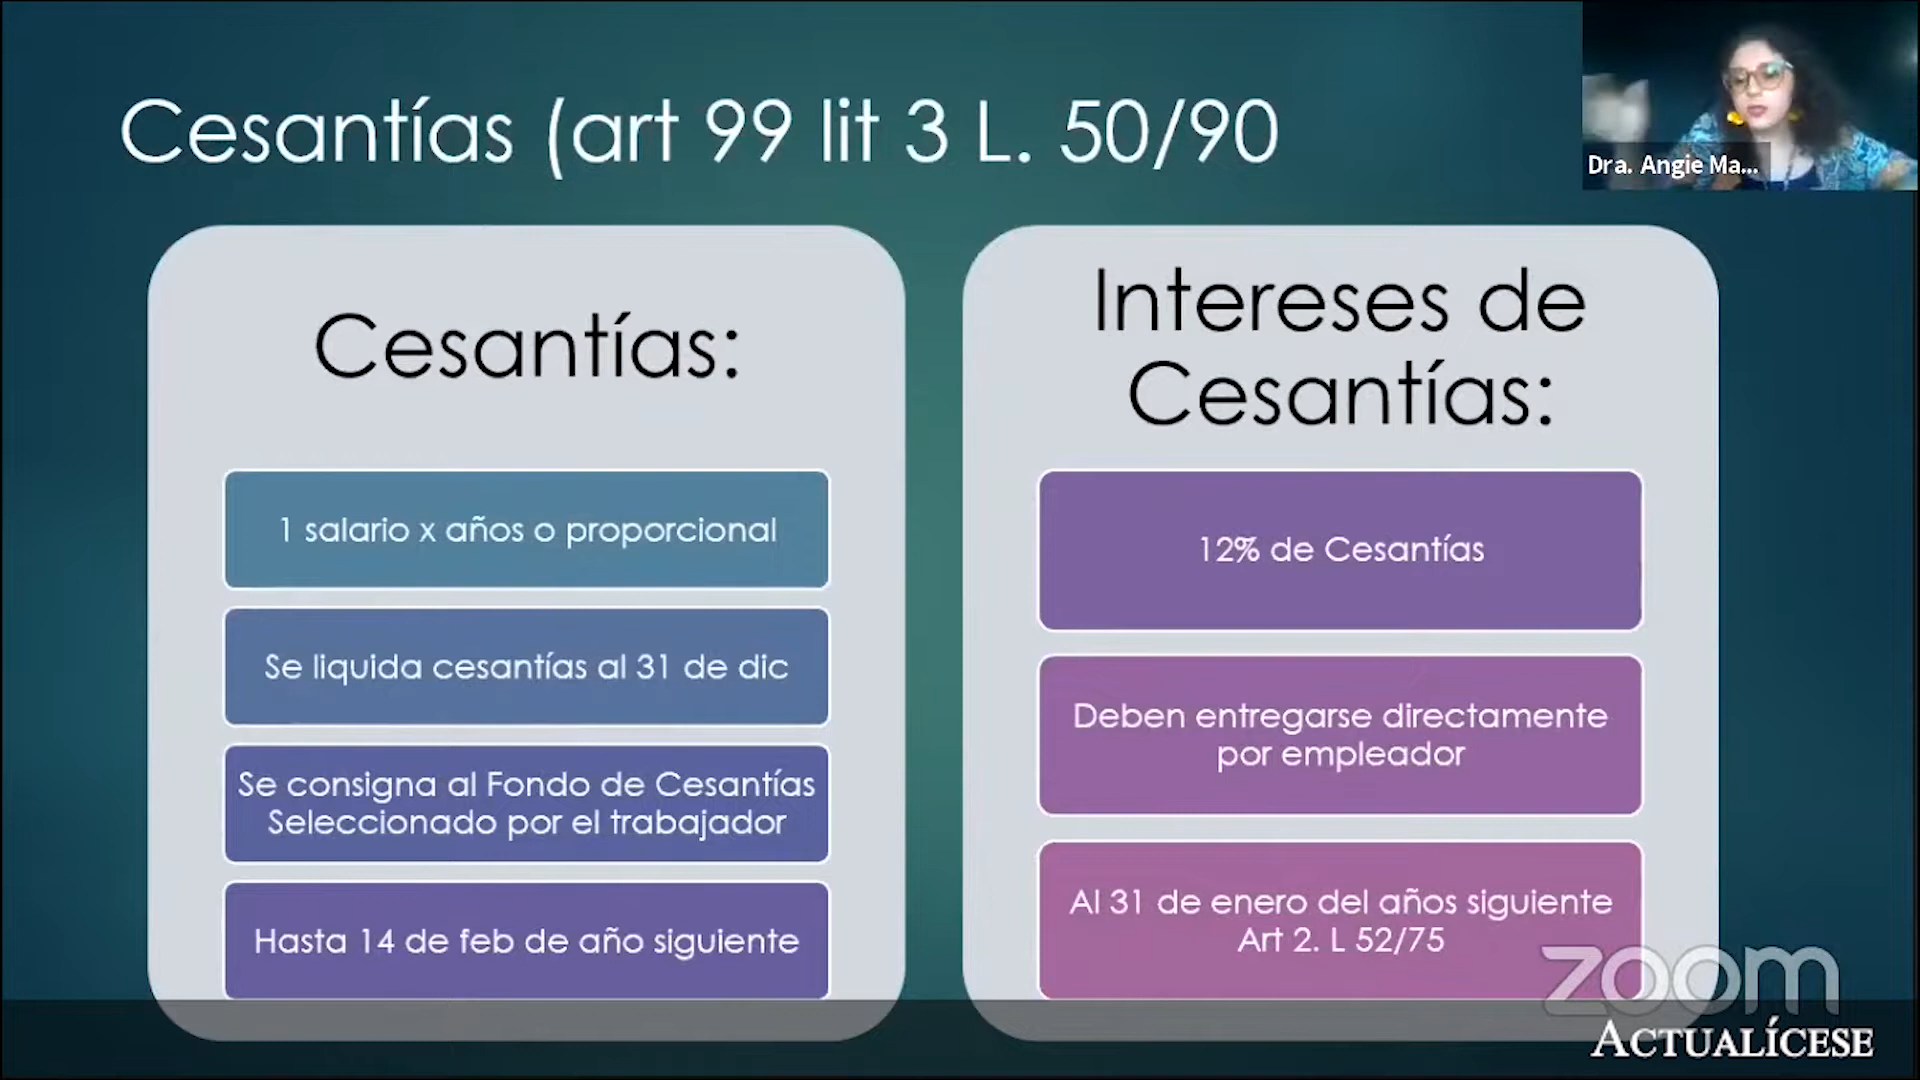 Cesantías (art 99 lit 3 L. 50/90
Dra. Angie Ma...
Cesantías:
1 salario x años o proporcional
Se liquida cesantías al 31 de dic
Se consigna al Fondo de Cesantías
Seleccionado por el trabajador
Hasta 14 de feb de año siguiente
Intereses de
Cesantías:
12% de Cesantías
Deben entregarse directamente
por empleador
Al 31 de enero del años siguiente
Art 2. L 52/75
zoom
ACTUALÍCESE